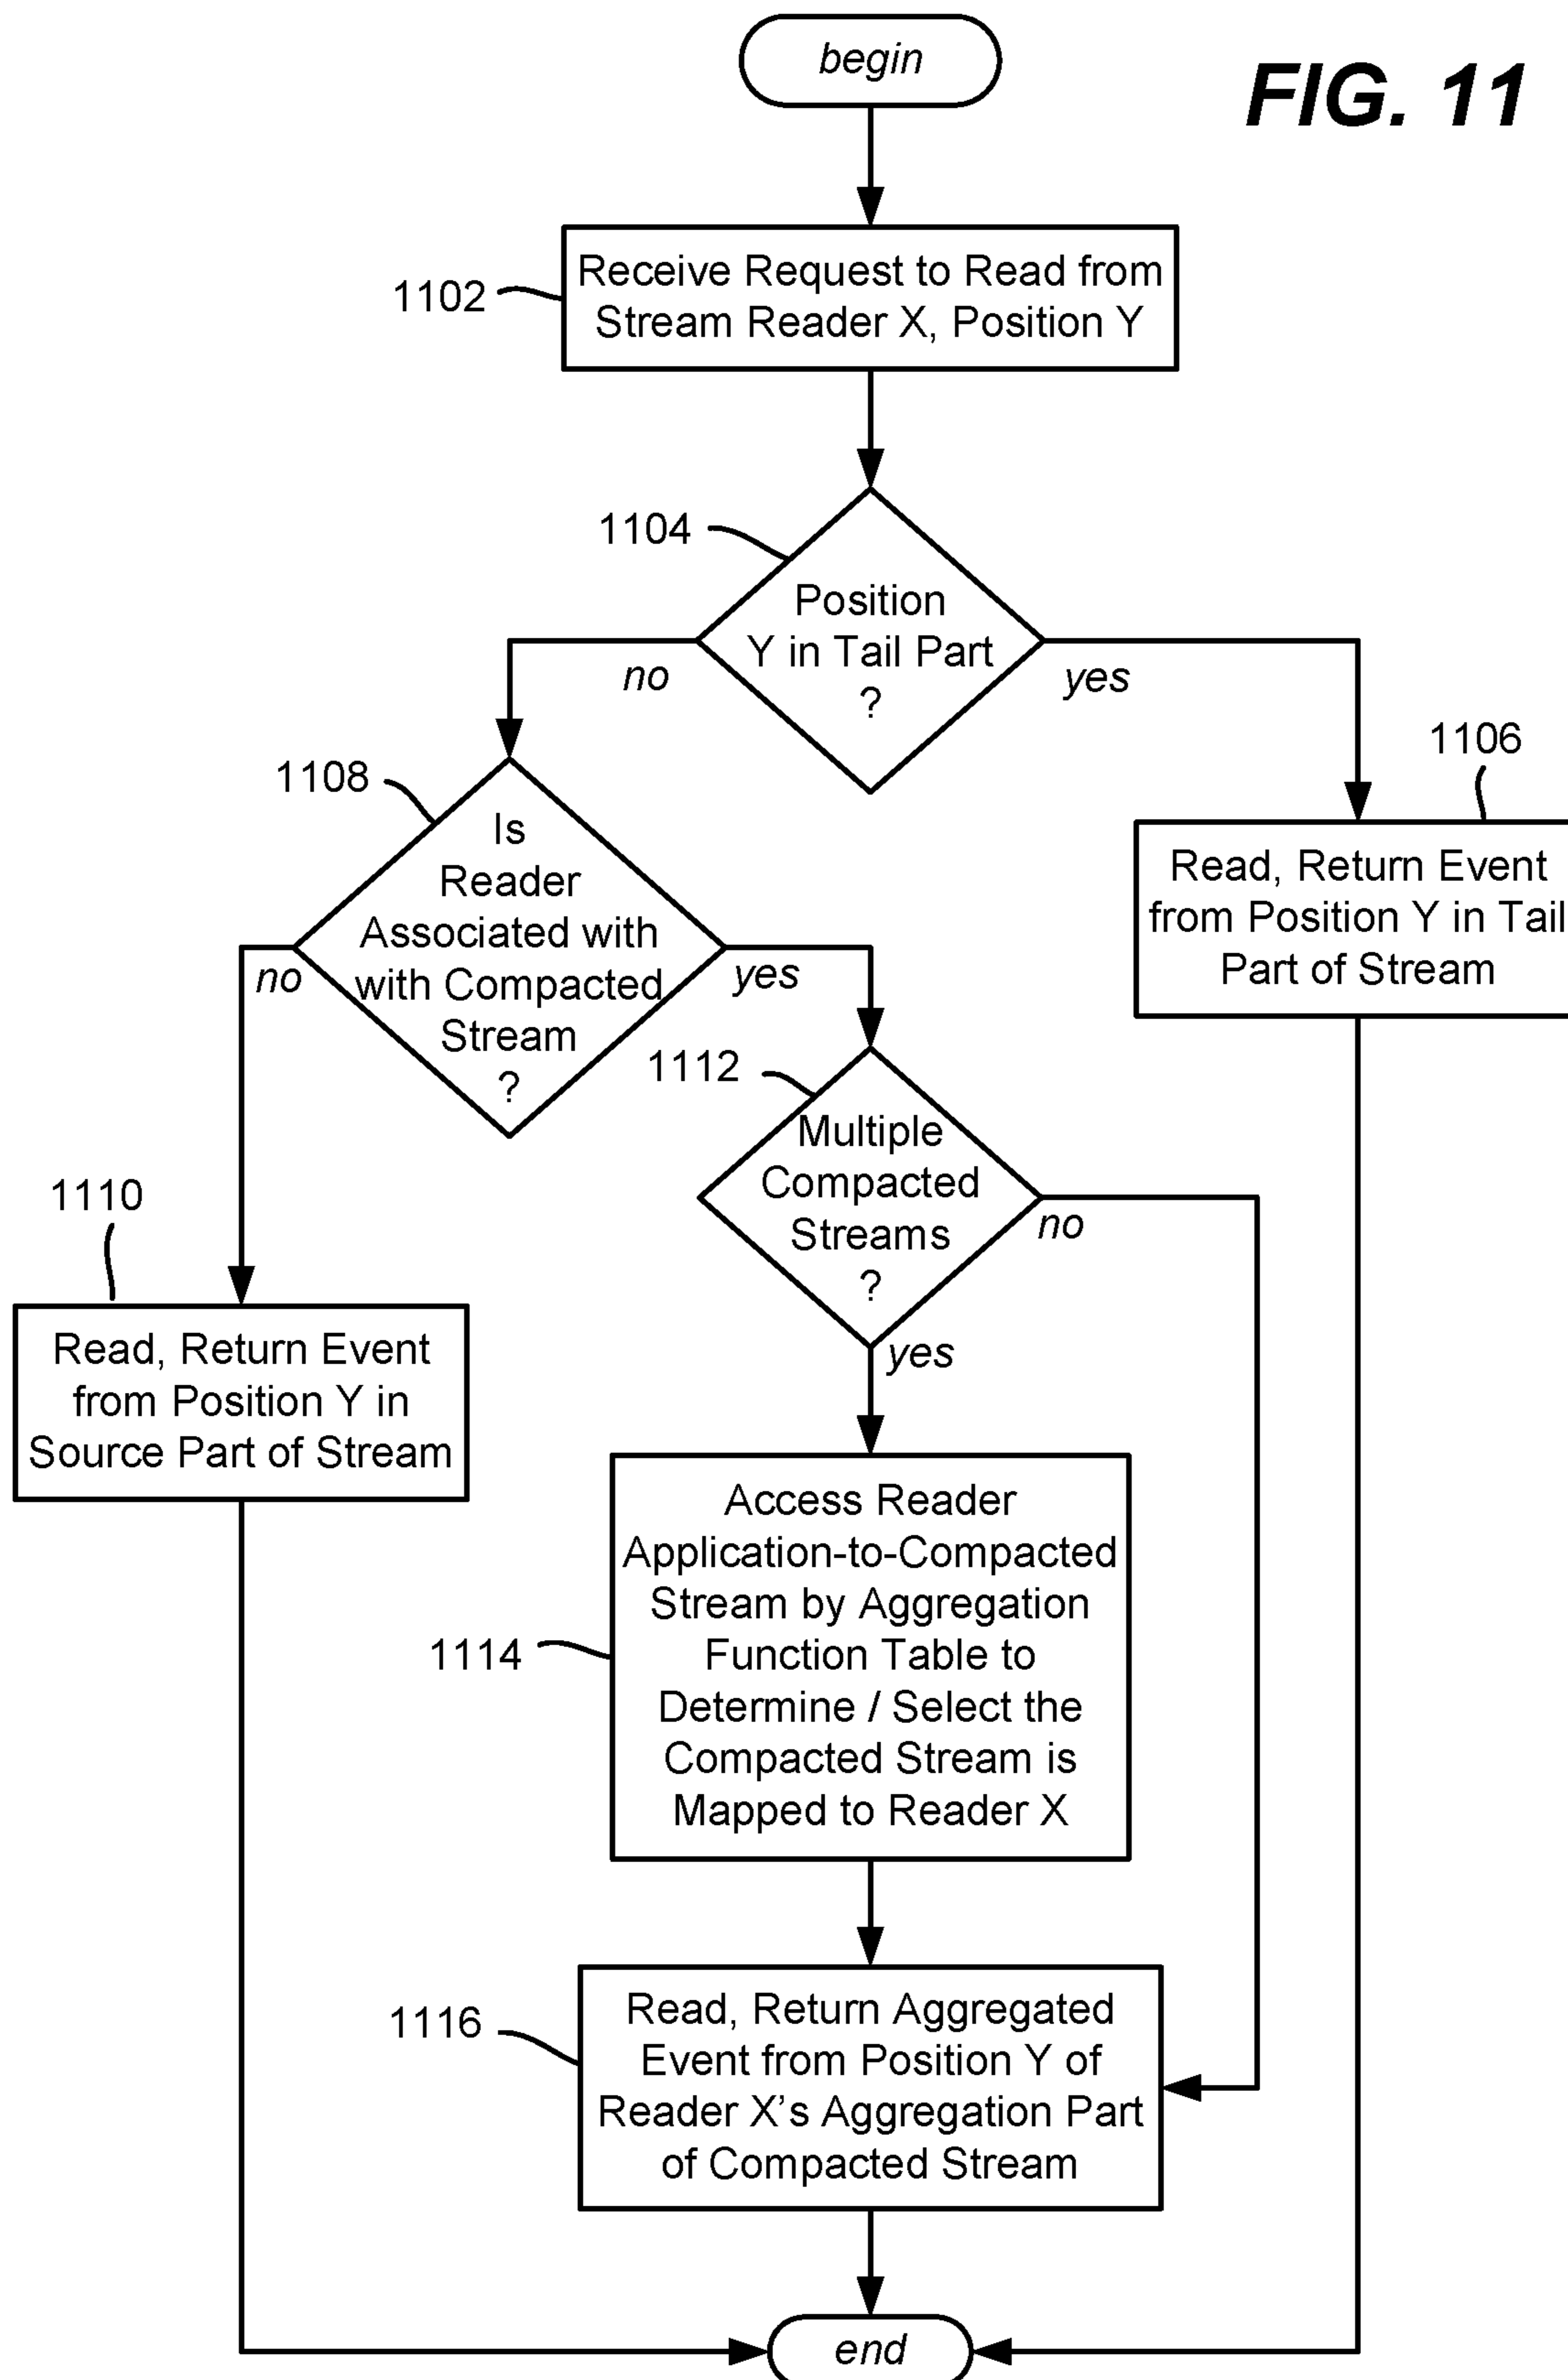 begin
FIG. 11
1102
Receive Request to Read from
Stream Reader X, Position Y
1104
Position
Y in Tail Part
?
no
yes
1106
Read, Return Event
from Position Y in Tail
Part of Stream
1108
Is
Reader
Associated with
with Compacted
Stream
?
no
yes
1112
Multiple
Compacted
Streams
?
no
yes
1110
Read, Return Event
from Position Y in
Source Part of Stream
1114
Access Reader
Application-to-Compacted
Stream by Aggregation
Function Table to
Determine / Select the
Compacted Stream is
Mapped to Reader X
1116
Read, Return Aggregated
Event from Position Y of
Reader X’s Aggregation Part
of Compacted Stream
end